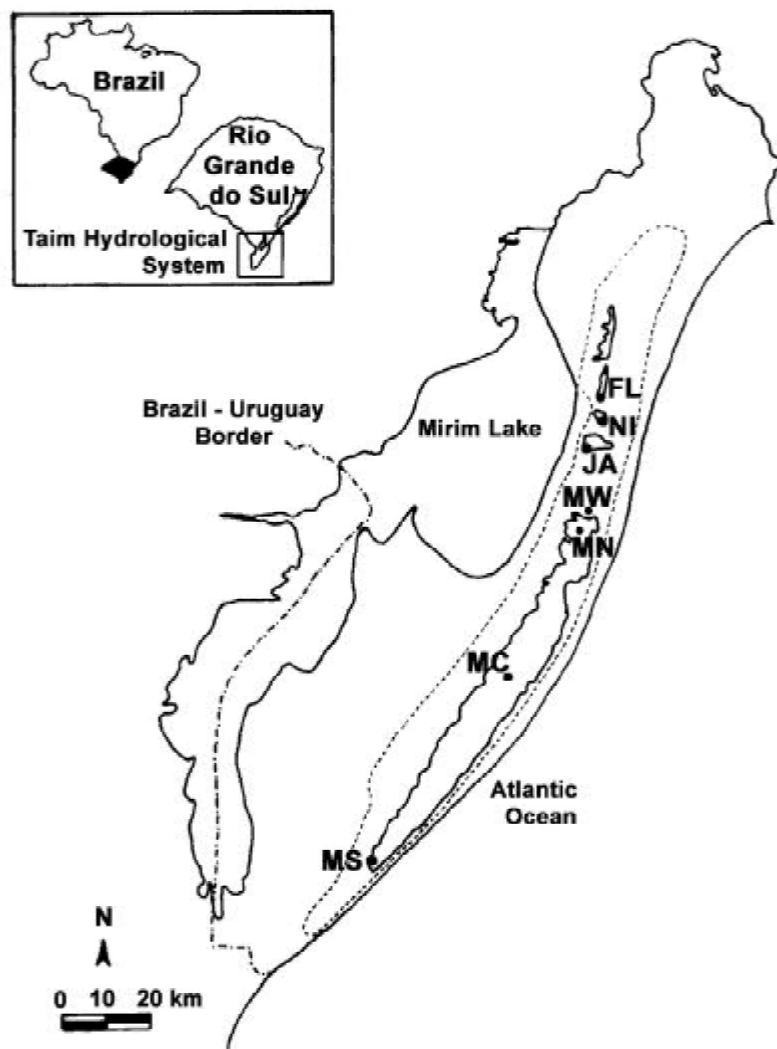 Brazil
Rio
Grande
do Sul
Taim Hydrological
System
Brazil - Uruguay
Border
Mirim Lake
FL
NI
JA
MW
MN
MC
Atlantic
Ocean
MS
N
0 10 20 km